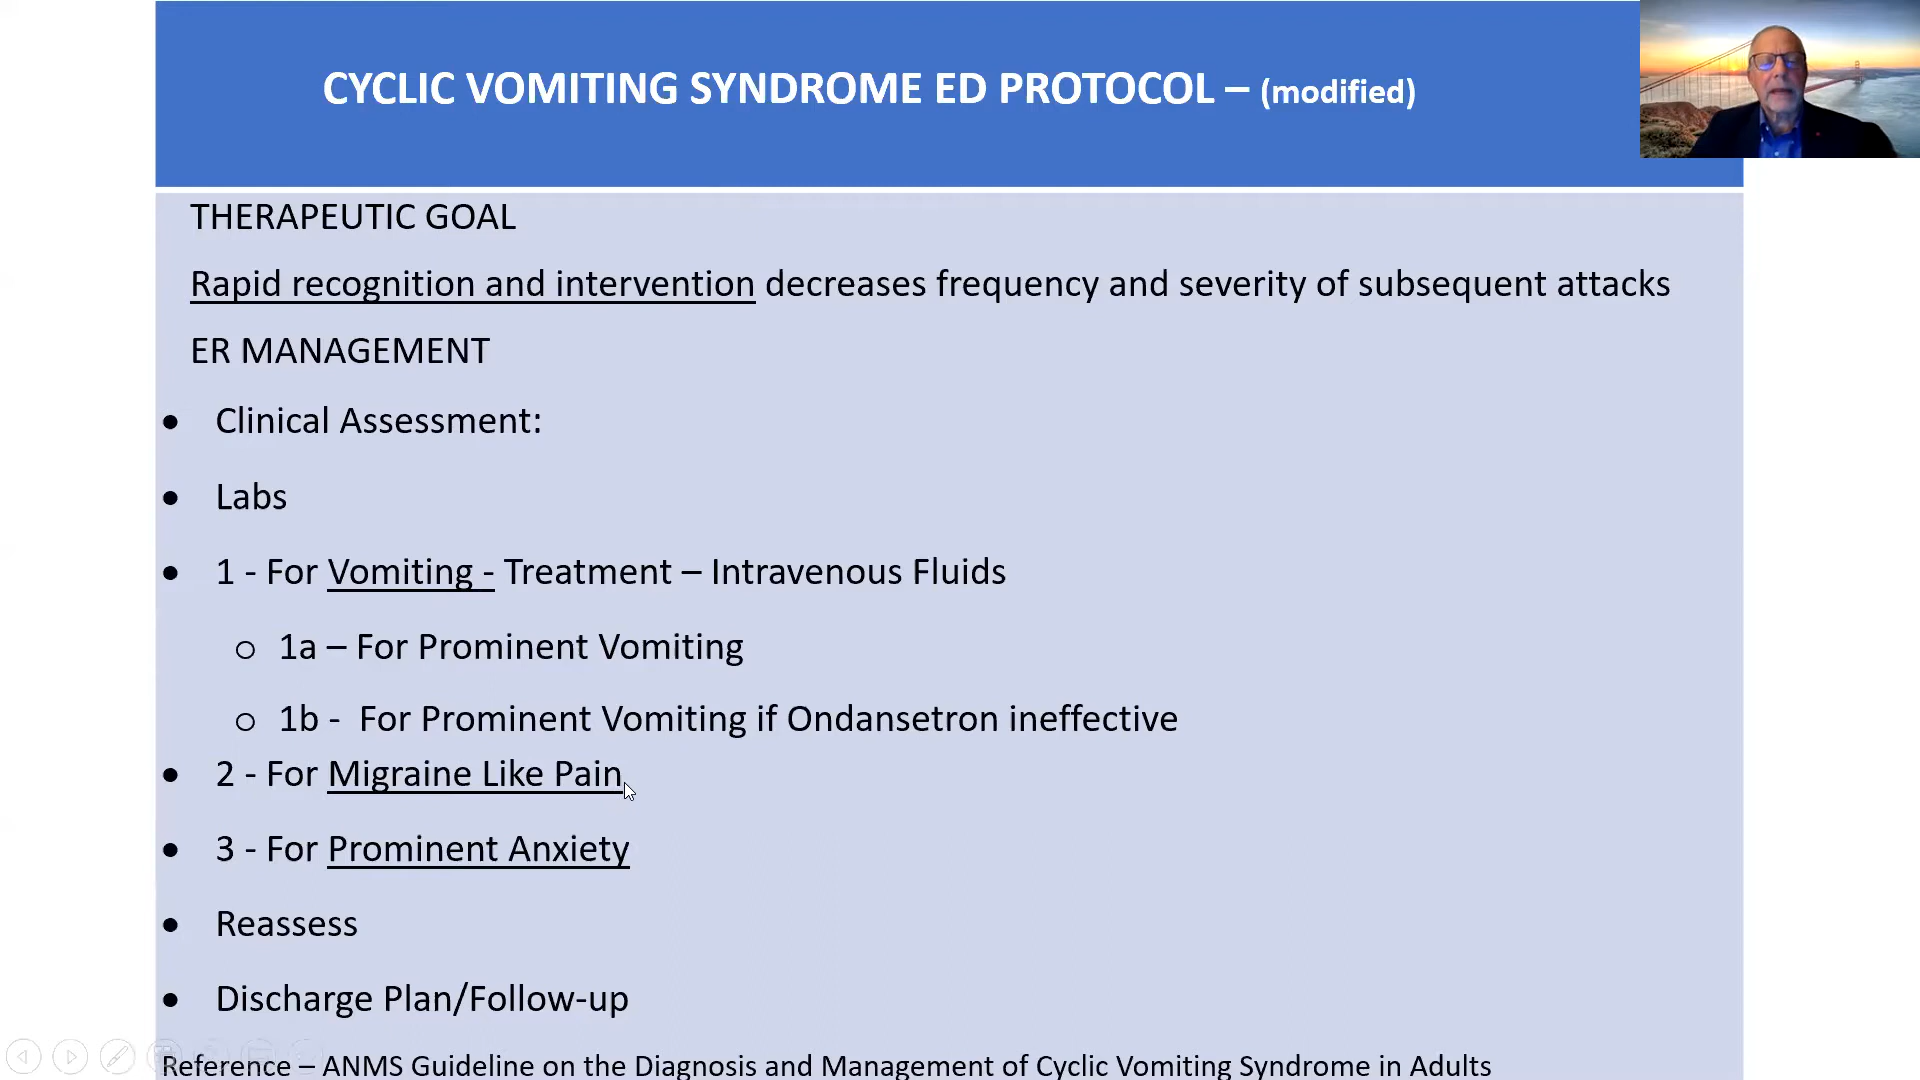 CYCLIC VOMITING SYNDROME ED PROTOCOL – (modified)
THERAPEUTIC GOAL
Rapid recognition and intervention decreases frequency and severity of subsequent attacks
ER MANAGEMENT
• Clinical Assessment:
• Labs
• 1 - For Vomiting - Treatment – Intravenous Fluids
o 1a – For Prominent Vomiting
o 1b -  For Prominent Vomiting if Ondansetron ineffective
• 2 - For Migraine Like Pain
• 3 - For Prominent Anxiety
• Reassess
• Discharge Plan/Follow-up
Reference – ANMS Guideline on the Diagnosis and Management of Cyclic Vomiting Syndrome in Adults